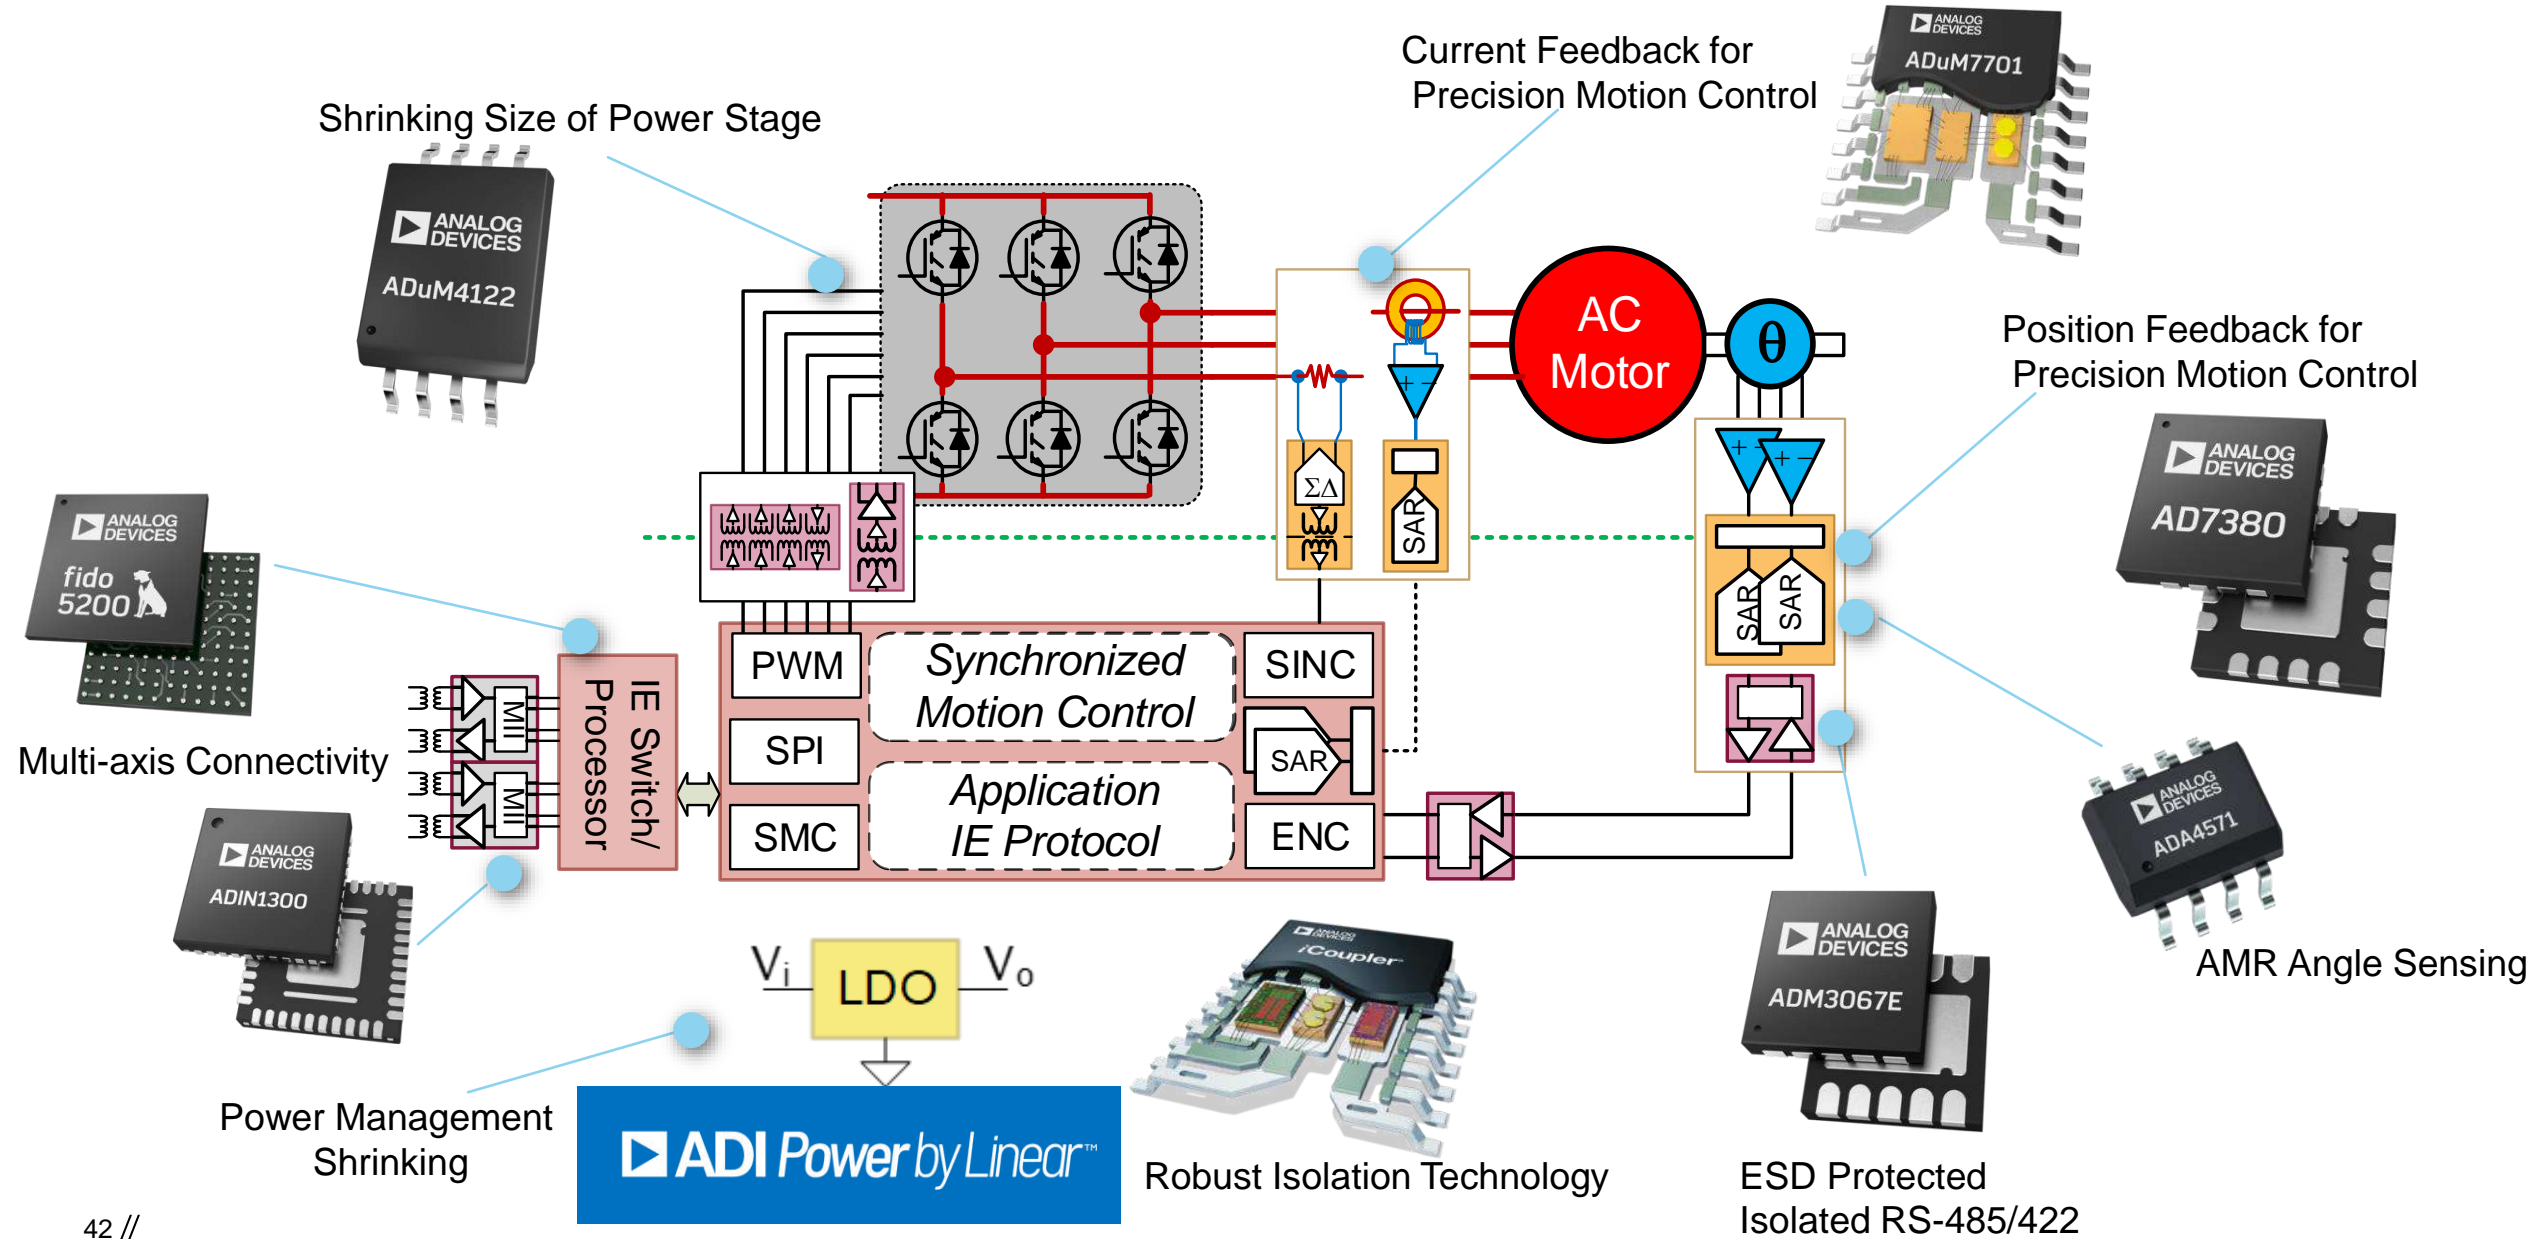 Current Feedback for
Precision Motion Control
ANALOG
DEVICES
ADuM7701
Shrinking Size of Power Stage
ANALOG
DEVICES
ADuM4122
AC
Motor
θ
Position Feedback for
Precision Motion Control
ANALOG
DEVICES
AD7380
+ -
+ -
+ -
ΣΔ
SAR
SAR
SAR
ANALOG
DEVICES
fido
5200
Multi-axis Connectivity
MII
MII
IE Switch/
Processor
PWM
SPI
SMC
Synchronized
Motion Control
Application
IE Protocol
SINC
SAR
ENC
ANALOG
DEVICES
ADA4571
AMR Angle Sensing
ANALOG
DEVICES
ADIN1300
Vi
LDO
Vo
Power Management
Shrinking
ADI Power by Linear™
ANALOG
DEVICES
iCoupler
Robust Isolation Technology
ANALOG
DEVICES
ADM3067E
ESD Protected
Isolated RS-485/422
42 //